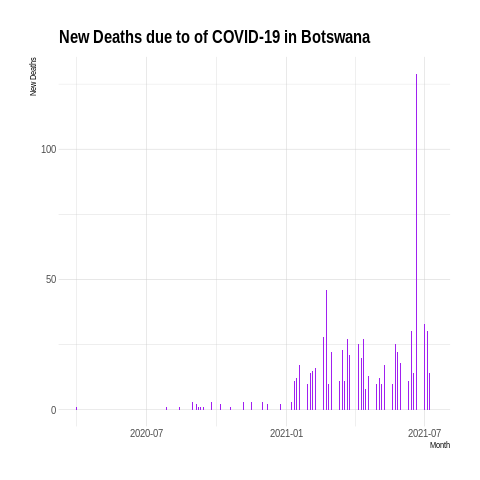 New Deaths due to of COVID-19 in Botswana
New Deaths
100
50
0
2020-07
2021-01
2021-07
Month